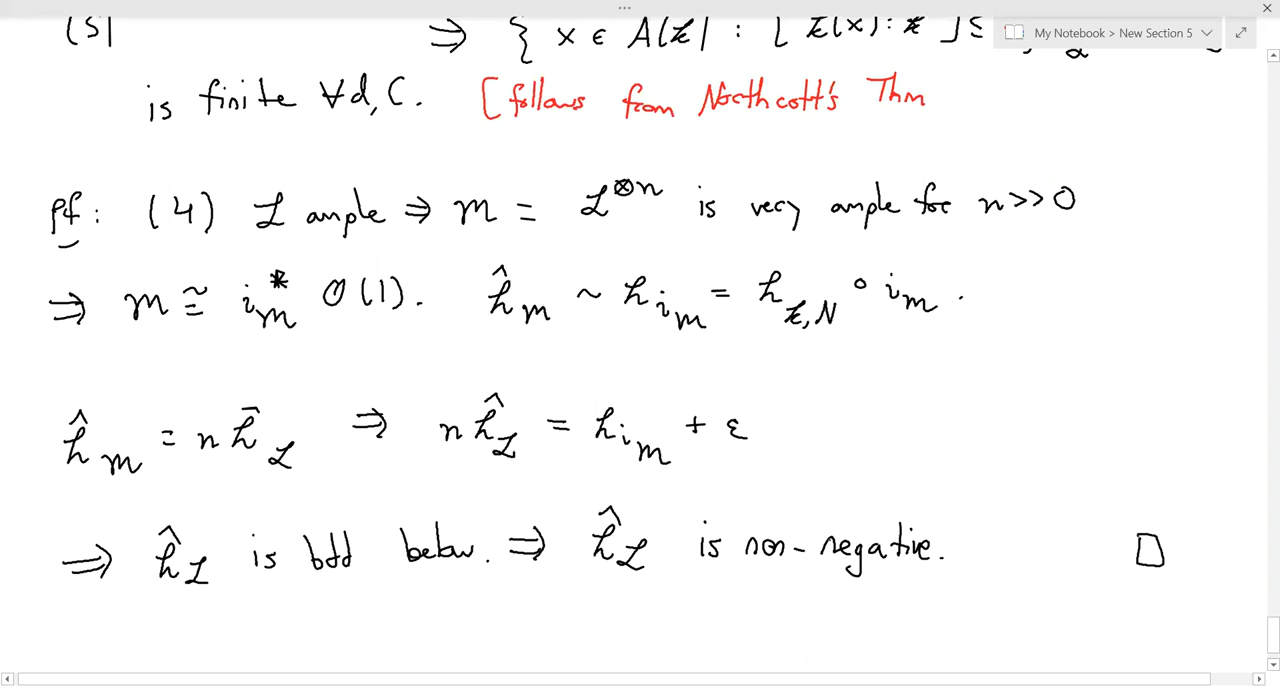 (5) ⇒ { x ∈ A(k) : [ k(x) : k ] ≤
My Notebook > New Section 5
is finite ∀d, C. [follows from Northcott's Thm
pf: (4) ℒ ample ⇒ m = ℒ^⊗n is very ample for n>>0
⇒ m ≅ i_m^* O(1). ĥ_m ~ h_{i_m} = h_{k,N} ∘ i_m.
ĥ_m = n h̄_ℒ ⇒ n ĥ_ℒ = h_{i_m} + ε
⇒ ĥ_ℒ is bdd below. ⇒ ĥ_ℒ is non-negative. □